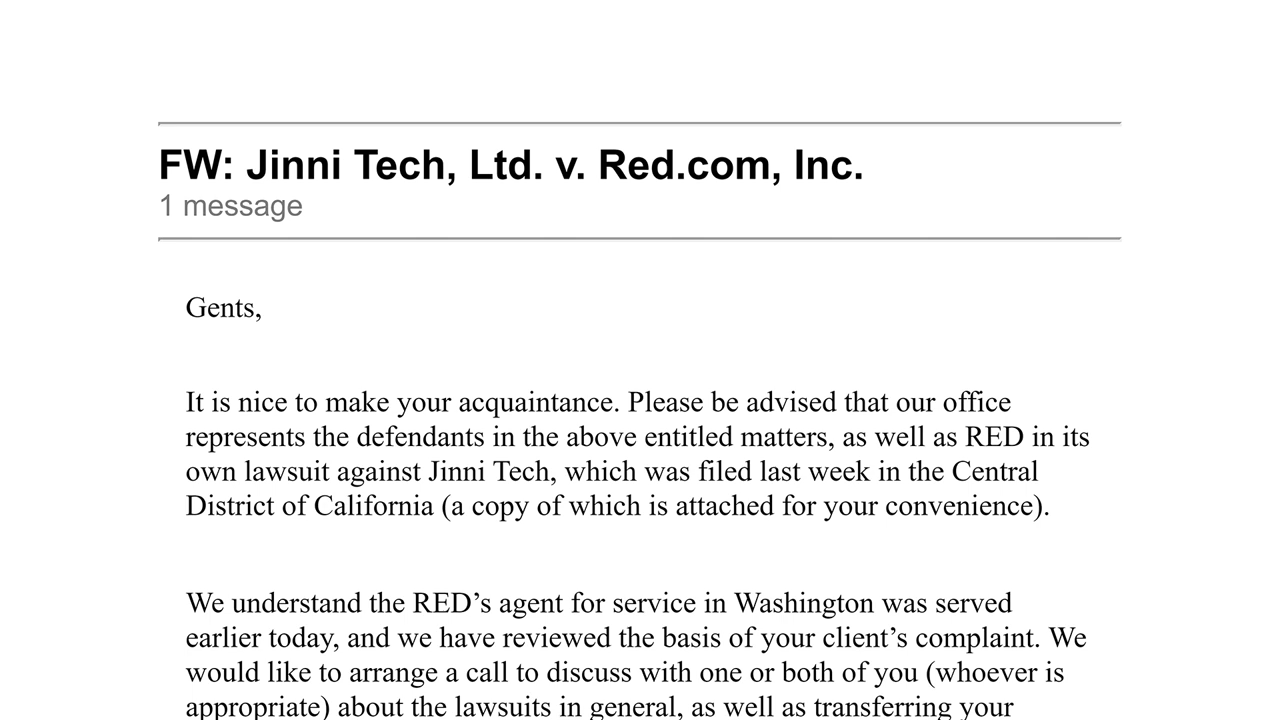 FW: Jinni Tech, Ltd. v. Red.com, Inc.
1 message
Gents,
It is nice to make your acquaintance. Please be advised that our office
represents the defendants in the above entitled matters, as well as RED in its
own lawsuit against Jinni Tech, which was filed last week in the Central
District of California (a copy of which is attached for your convenience).
We understand the RED’s agent for service in Washington was served
earlier today, and we have reviewed the basis of your client’s complaint. We
would like to arrange a call to discuss with one or both of you (whoever is
appropriate) about the lawsuits in general, as well as transferring your